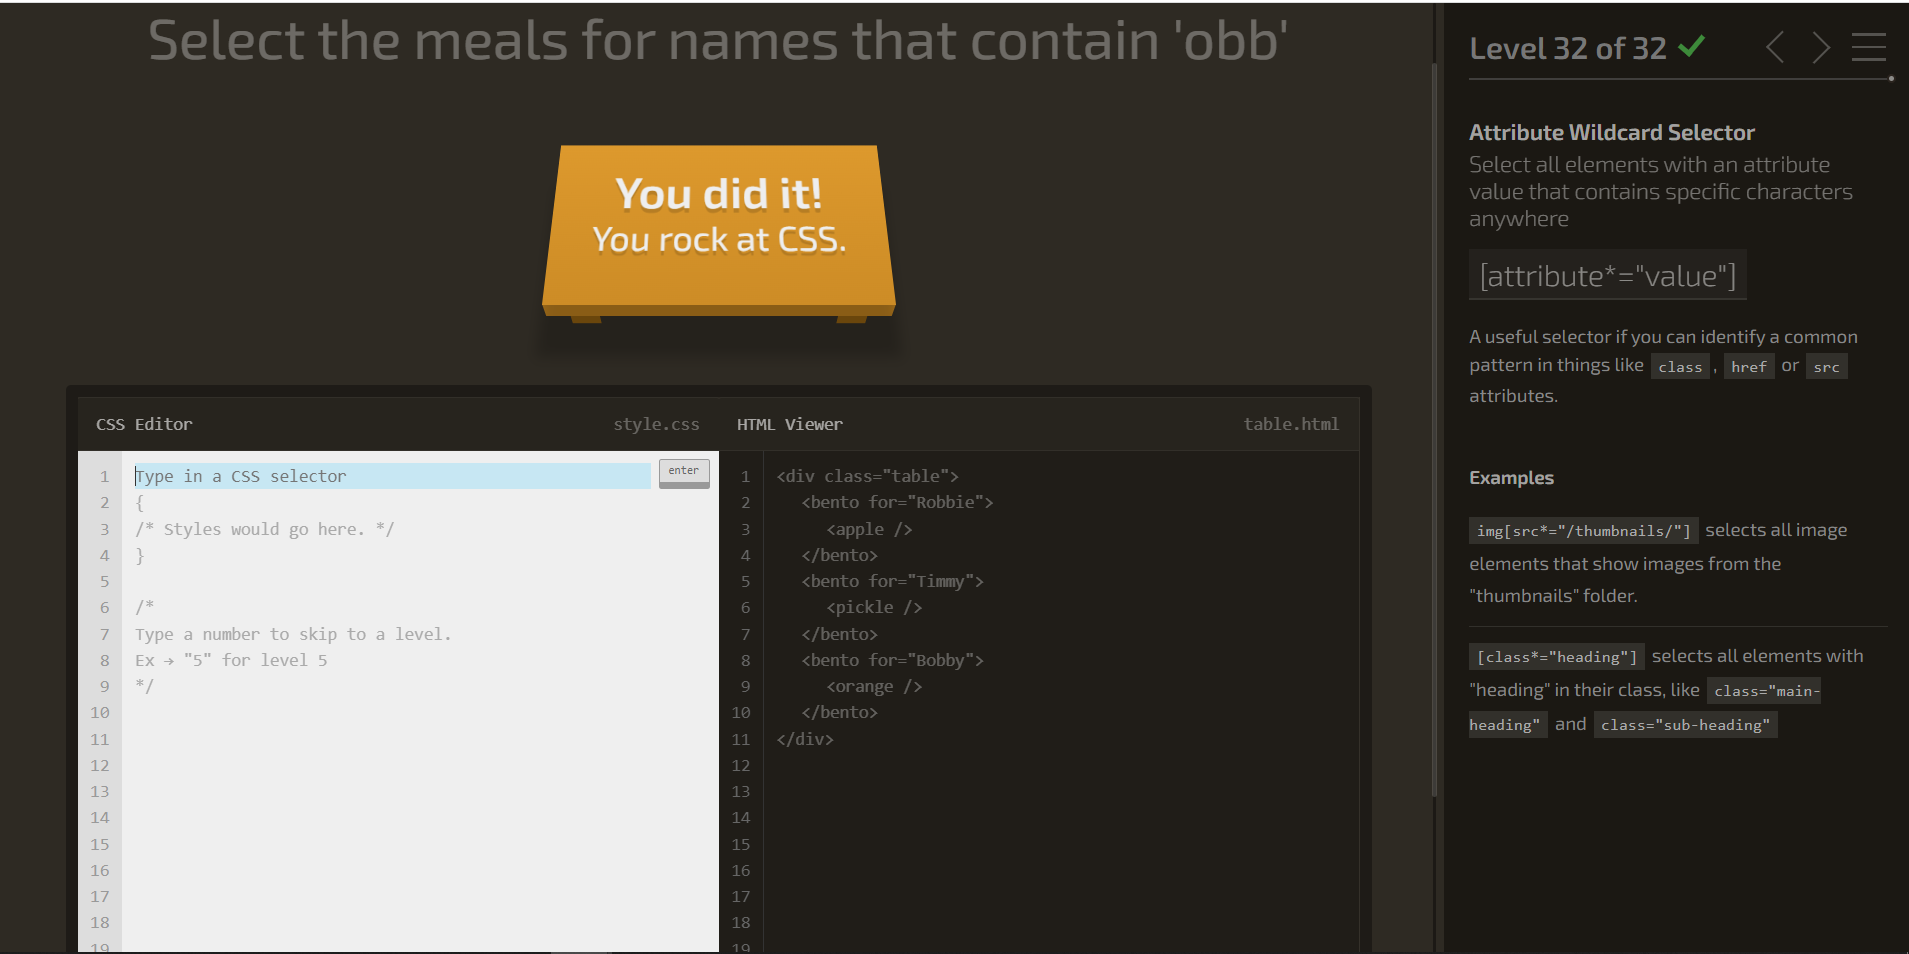 Select the meals for names that contain 'obb'
You did it!
You rock at CSS.
CSS Editor style.css
1 Type in a CSS selector enter
2 {
3 /* Styles would go here. */
4 }
5
6 /*
7 Type a number to skip to a level.
8 Ex → "5" for level 5
9 */
10
11
12
13
14
15
16
17
18
19
HTML Viewer table.html
1 <div class="table">
2 <bento for="Robbie">
3 <apple />
4 </bento>
5 <bento for="Timmy">
6 <pickle />
7 </bento>
8 <bento for="Bobby">
9 <orange />
10 </bento>
11 </div>
12
13
14
15
16
17
18
19
Level 32 of 32
Attribute Wildcard Selector
Select all elements with an attribute
value that contains specific characters
anywhere
[attribute*="value"]
A useful selector if you can identify a common
pattern in things like class, href or src
attributes.
Examples
img[src*="/thumbnails/"] selects all image
elements that show images from the
"thumbnails" folder.
[class*="heading"] selects all elements with
"heading" in their class, like class="main-
heading" and class="sub-heading"